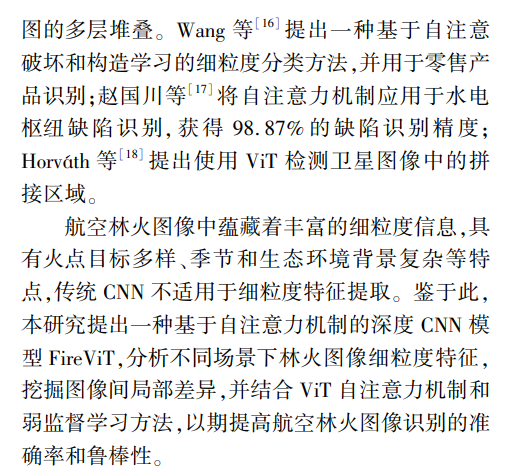 图的多层堆叠。Wang 等[16]提出一种基于自注意
破坏和构造学习的细粒度分类方法,并用于零售产
品识别;赵国川等[17]将自注意力机制应用于水电
枢纽缺陷识别,获得 98.87%的缺陷识别精度;
Horváth 等[18]提出使用 ViT 检测卫星图像中的拼
接区域。
航空林火图像中蕴藏着丰富的细粒度信息,具
有火点目标多样、季节和生态环境背景复杂等特
点,传统 CNN 不适用于细粒度特征提取。鉴于此,
本研究提出一种基于自注意力机制的深度 CNN 模
型 FireViT,分析不同场景下林火图像细粒度特征,
挖掘图像间局部差异,并结合 ViT 自注意力机制和
弱监督学习方法,以期提高航空林火图像识别的准
确率和鲁棒性。